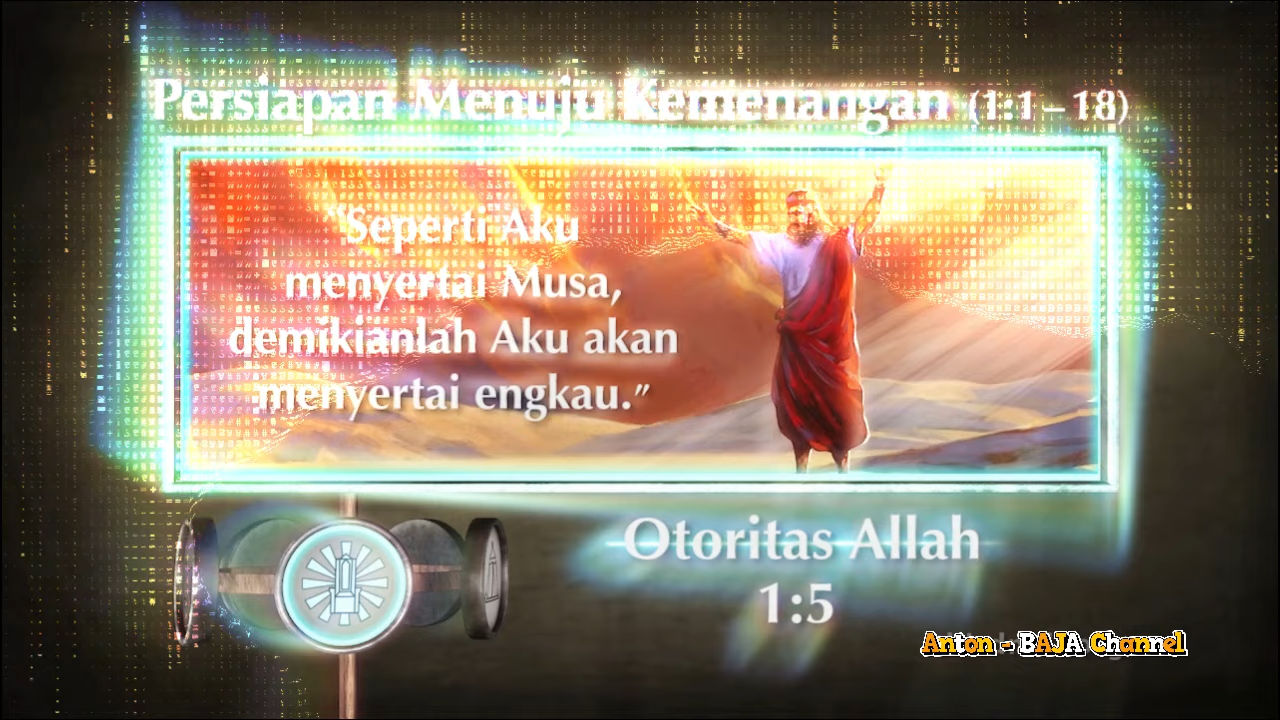 Persiapan Menuju Kemenangan (1:1–18)
“Seperti Aku
menyertai Musa,
demikianlah Aku akan
menyertai engkau.”
Otoritas Allah
1:5
Anton - BAJA Channel